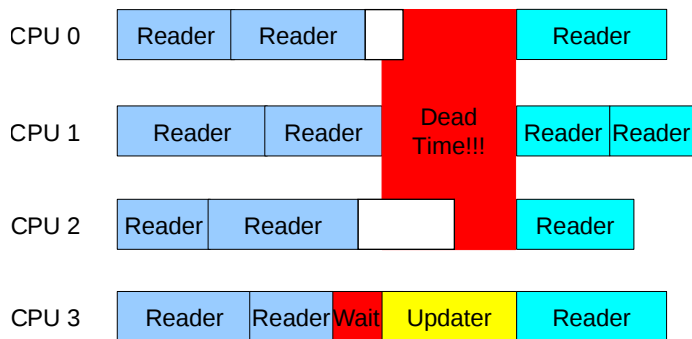 CPU 0 Reader Reader Reader
CPU 1 Reader Reader Dead Time!!! Reader Reader
CPU 2 Reader Reader Reader
CPU 3 Reader Reader Wait Updater Reader